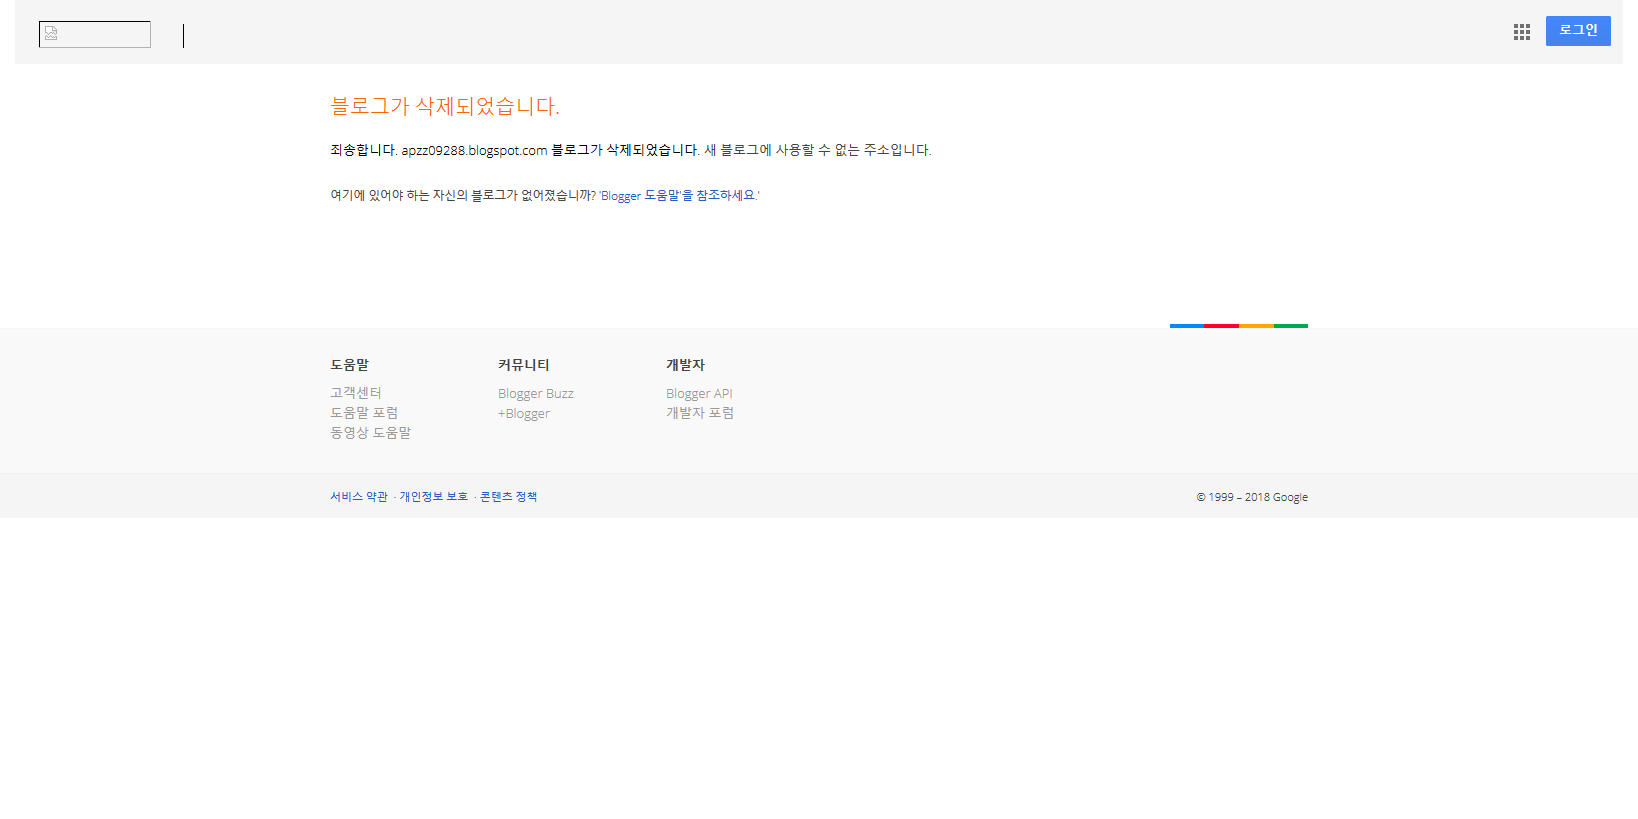 로그인
블로그가 삭제되었습니다.
죄송합니다. apzz09288.blogspot.com 블로그가 삭제되었습니다. 새 블로그에 사용할 수 없는 주소입니다.
여기에 있어야 하는 자신의 블로그가 없어졌습니까? 'Blogger 도움말'을 참조하세요.'
도움말
고객센터
도움말 포럼
동영상 도움말
커뮤니티
Blogger Buzz
+Blogger
개발자
Blogger API
개발자 포럼
서비스 약관 · 개인정보 보호 · 콘텐츠 정책
© 1999 – 2018 Google